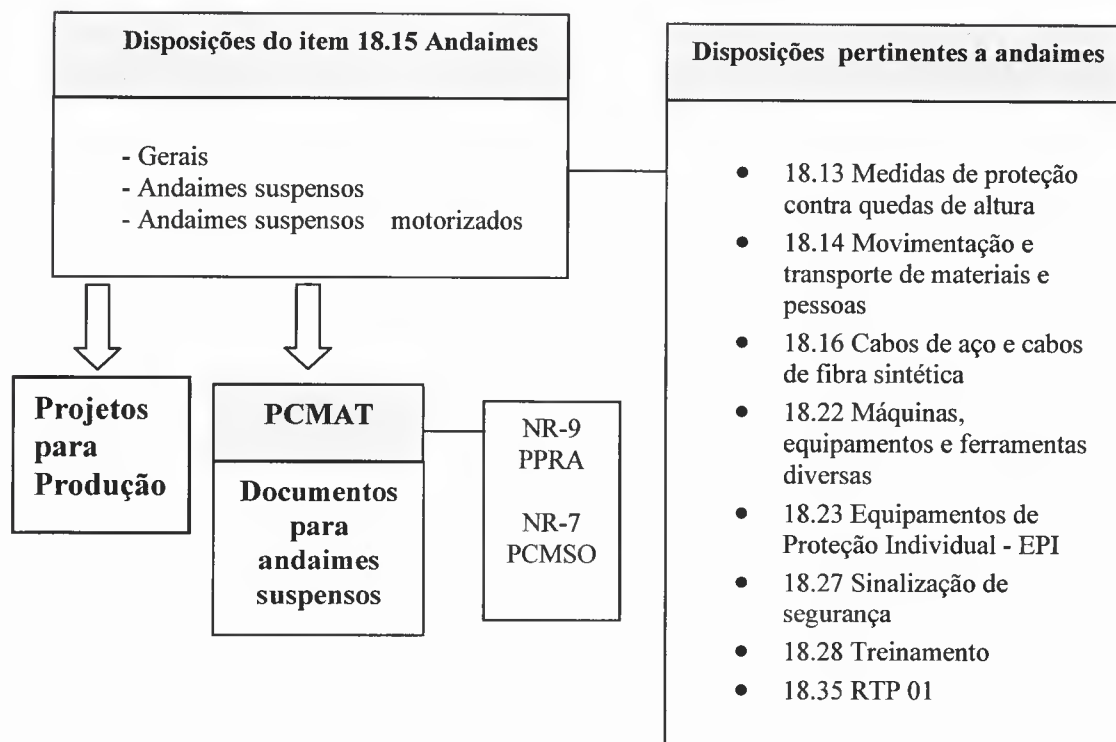 Disposições do item 18.15 Andaimes
- Gerais
- Andaimes suspensos
- Andaimes suspensos motorizados
Projetos
para
Produção
PCMAT
Documentos
para
andaimes
suspensos
NR-9
PPRA
NR-7
PCMSO
Disposições pertinentes a andaimes
• 18.13 Medidas de proteção
contra quedas de altura
• 18.14 Movimentação e
transporte de materiais e
pessoas
• 18.16 Cabos de aço e cabos
de fibra sintética
• 18.22 Máquinas,
equipamentos e ferramentas
diversas
• 18.23 Equipamentos de
Proteção Individual - EPI
• 18.27 Sinalização de
segurança
• 18.28 Treinamento
• 18.35 RTP 01